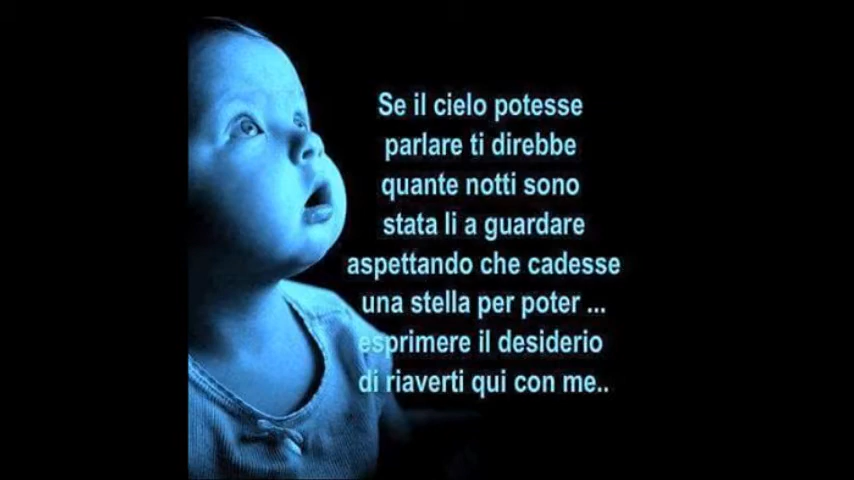 Se il cielo potesse
parlare ti direbbe
quante notti sono
stata li a guardare
aspettando che cadesse
una stella per poter ...
esprimere il desiderio
di riaverti qui con me..